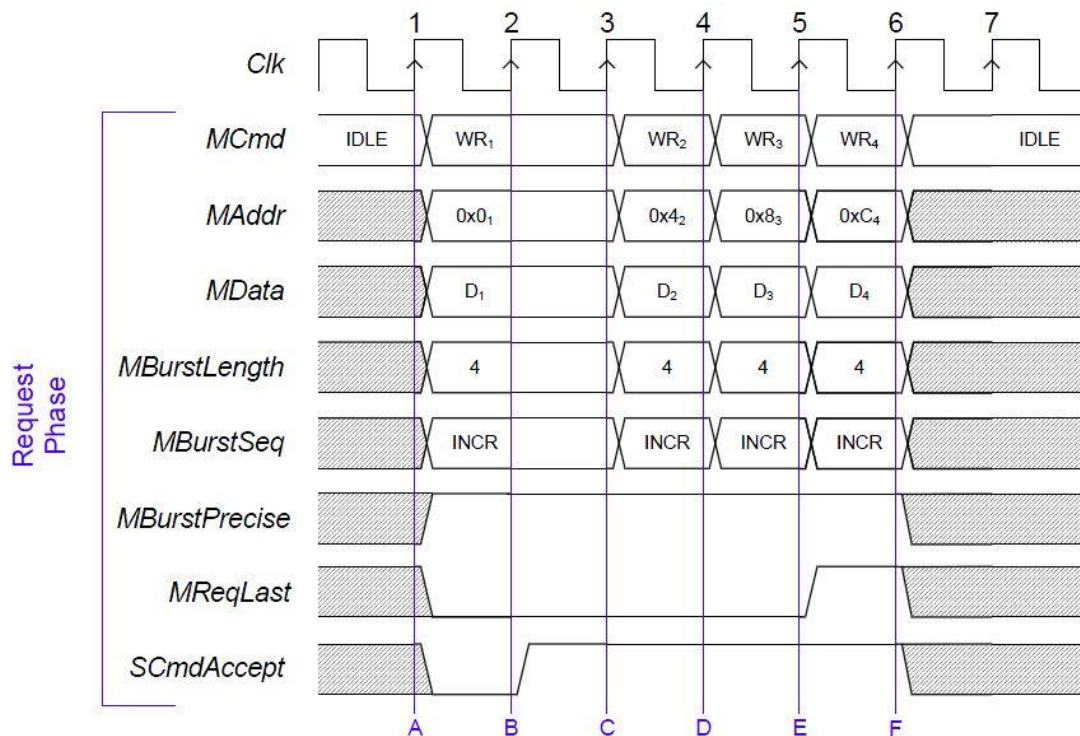 1 2 3 4 5 6 7
Clk
MCmd IDLE WR₁ WR₂ WR₃ WR₄ IDLE
MAddr 0x0₁ 0x4₂ 0x8₃ 0xC₄
MData D₁ D₂ D₃ D₄
MBurstLength 4 4 4 4
MBurstSeq INCR INCR INCR INCR
MBurstPrecise
MReqLast
SCmdAccept
Request
Phase
A B C D E F